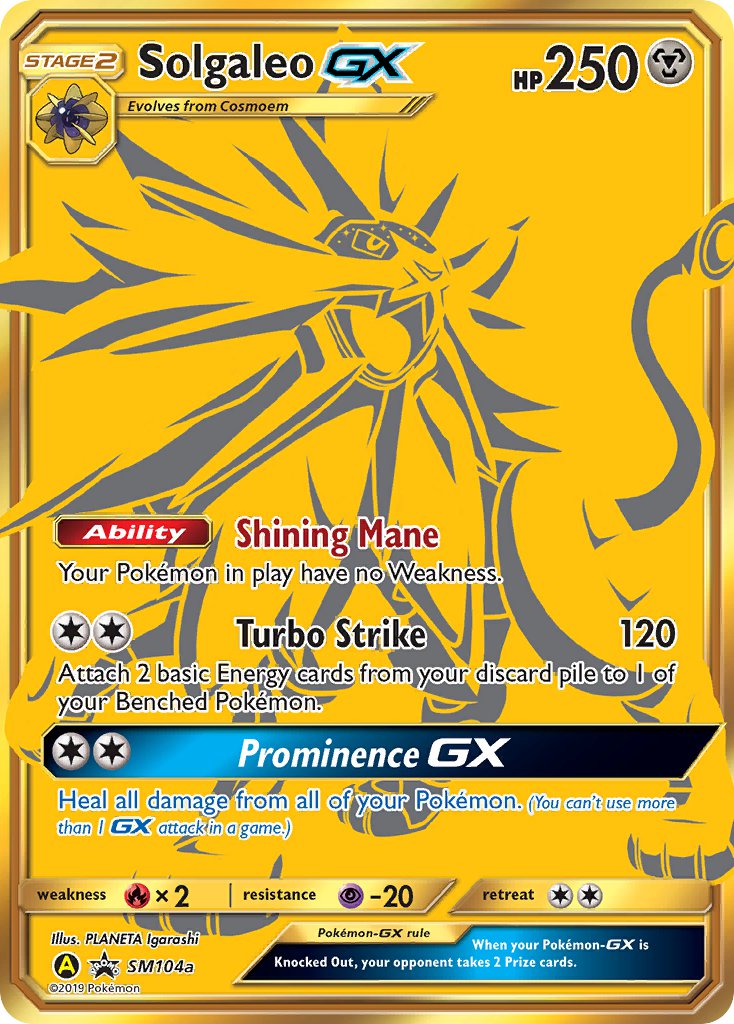 STAGE2 Solgaleo GX HP250
Evolves from Cosmoem
Ability Shining Mane
Your Pokémon in play have no Weakness.
Turbo Strike 120
Attach 2 basic Energy cards from your discard pile to 1 of
your Benched Pokémon.
Prominence GX
Heal all damage from all of your Pokémon. (You can't use more
than 1 GX attack in a game.)
weakness ×2 resistance -20 retreat
Illus. PLANETA Igarashi
Pokémon-GX rule
When your Pokémon-GX is
Knocked Out, your opponent takes 2 Prize cards.
A PROMO SM104a
©2019 Pokémon